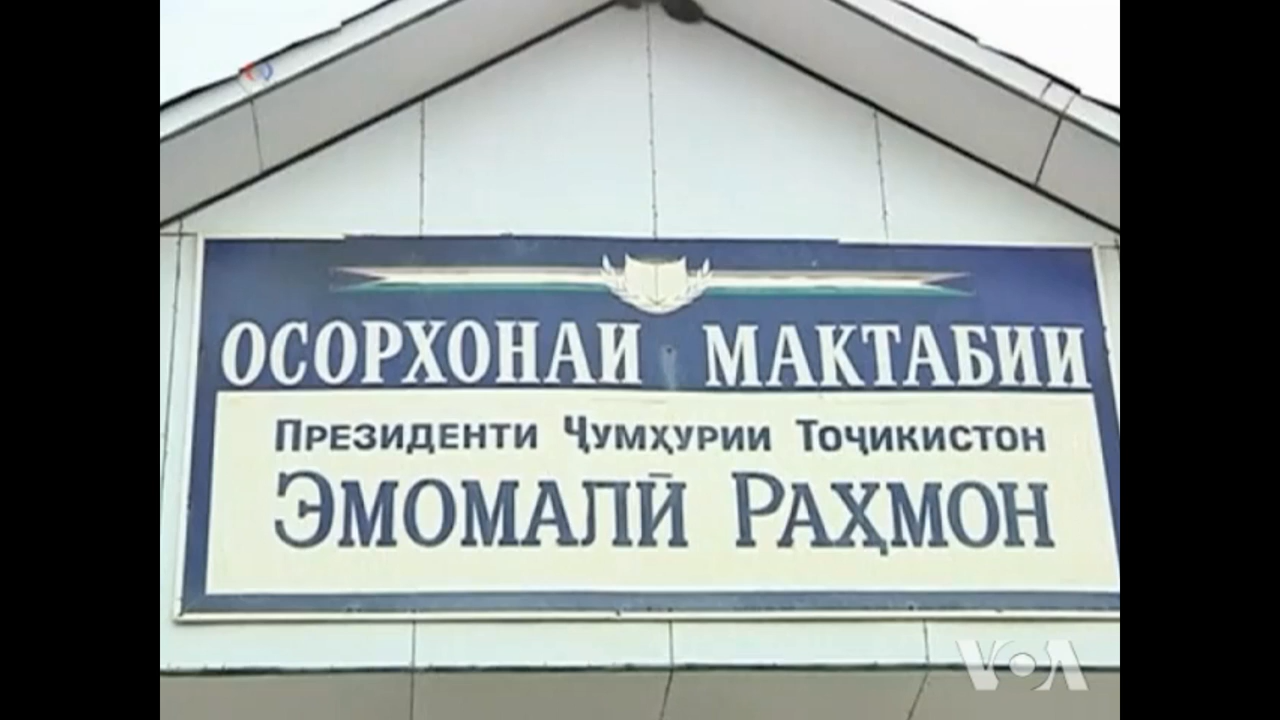 ОСОРХОНАИ МАКТАБИИ
ПРЕЗИДЕНТИ ҶУМҲУРИИ ТОҶИКИСТОН
ЭМОМАЛӢ РАҲМОН
VOA